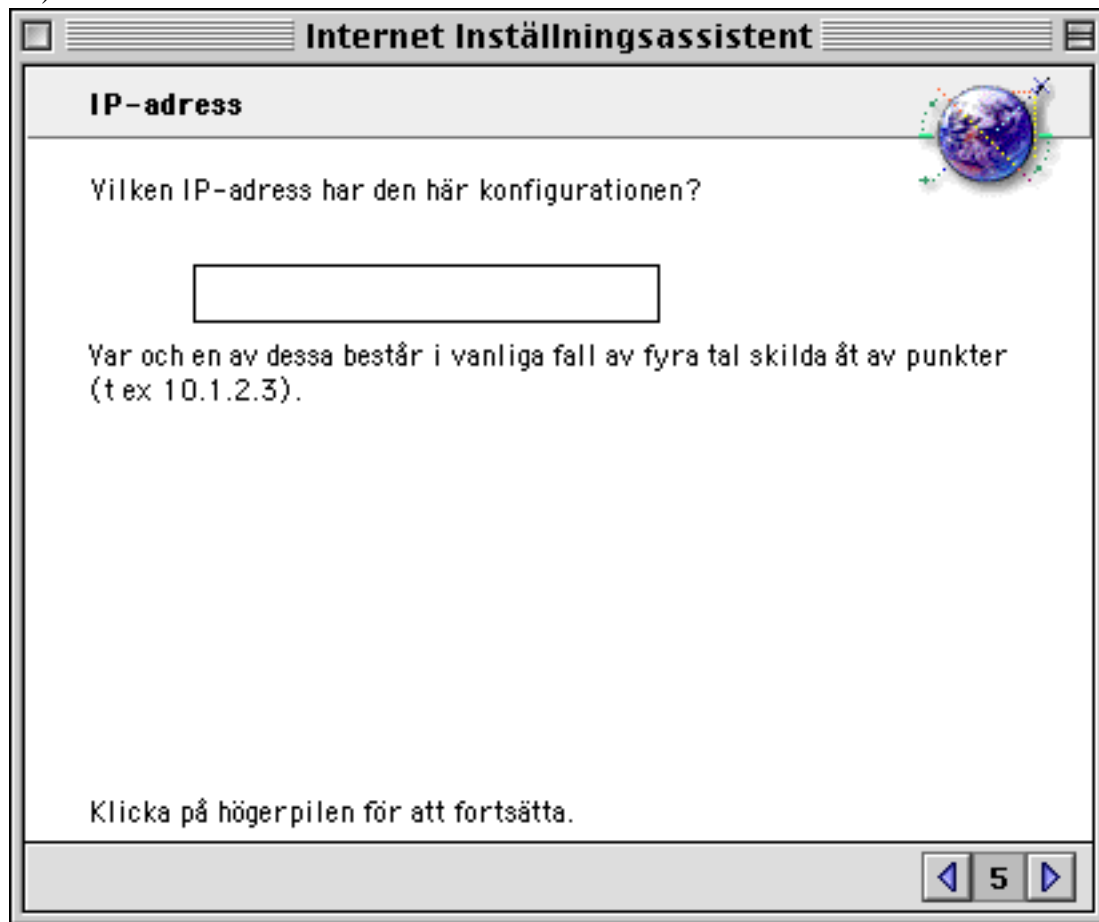 Internet Inställningsassistent
IP-adress
Vilken IP-adress har den här konfigurationen?
Var och en av dessa består i vanliga fall av fyra tal skilda åt av punkter
(t ex 10.1.2.3).
Klicka på högerpilen för att fortsätta.
5